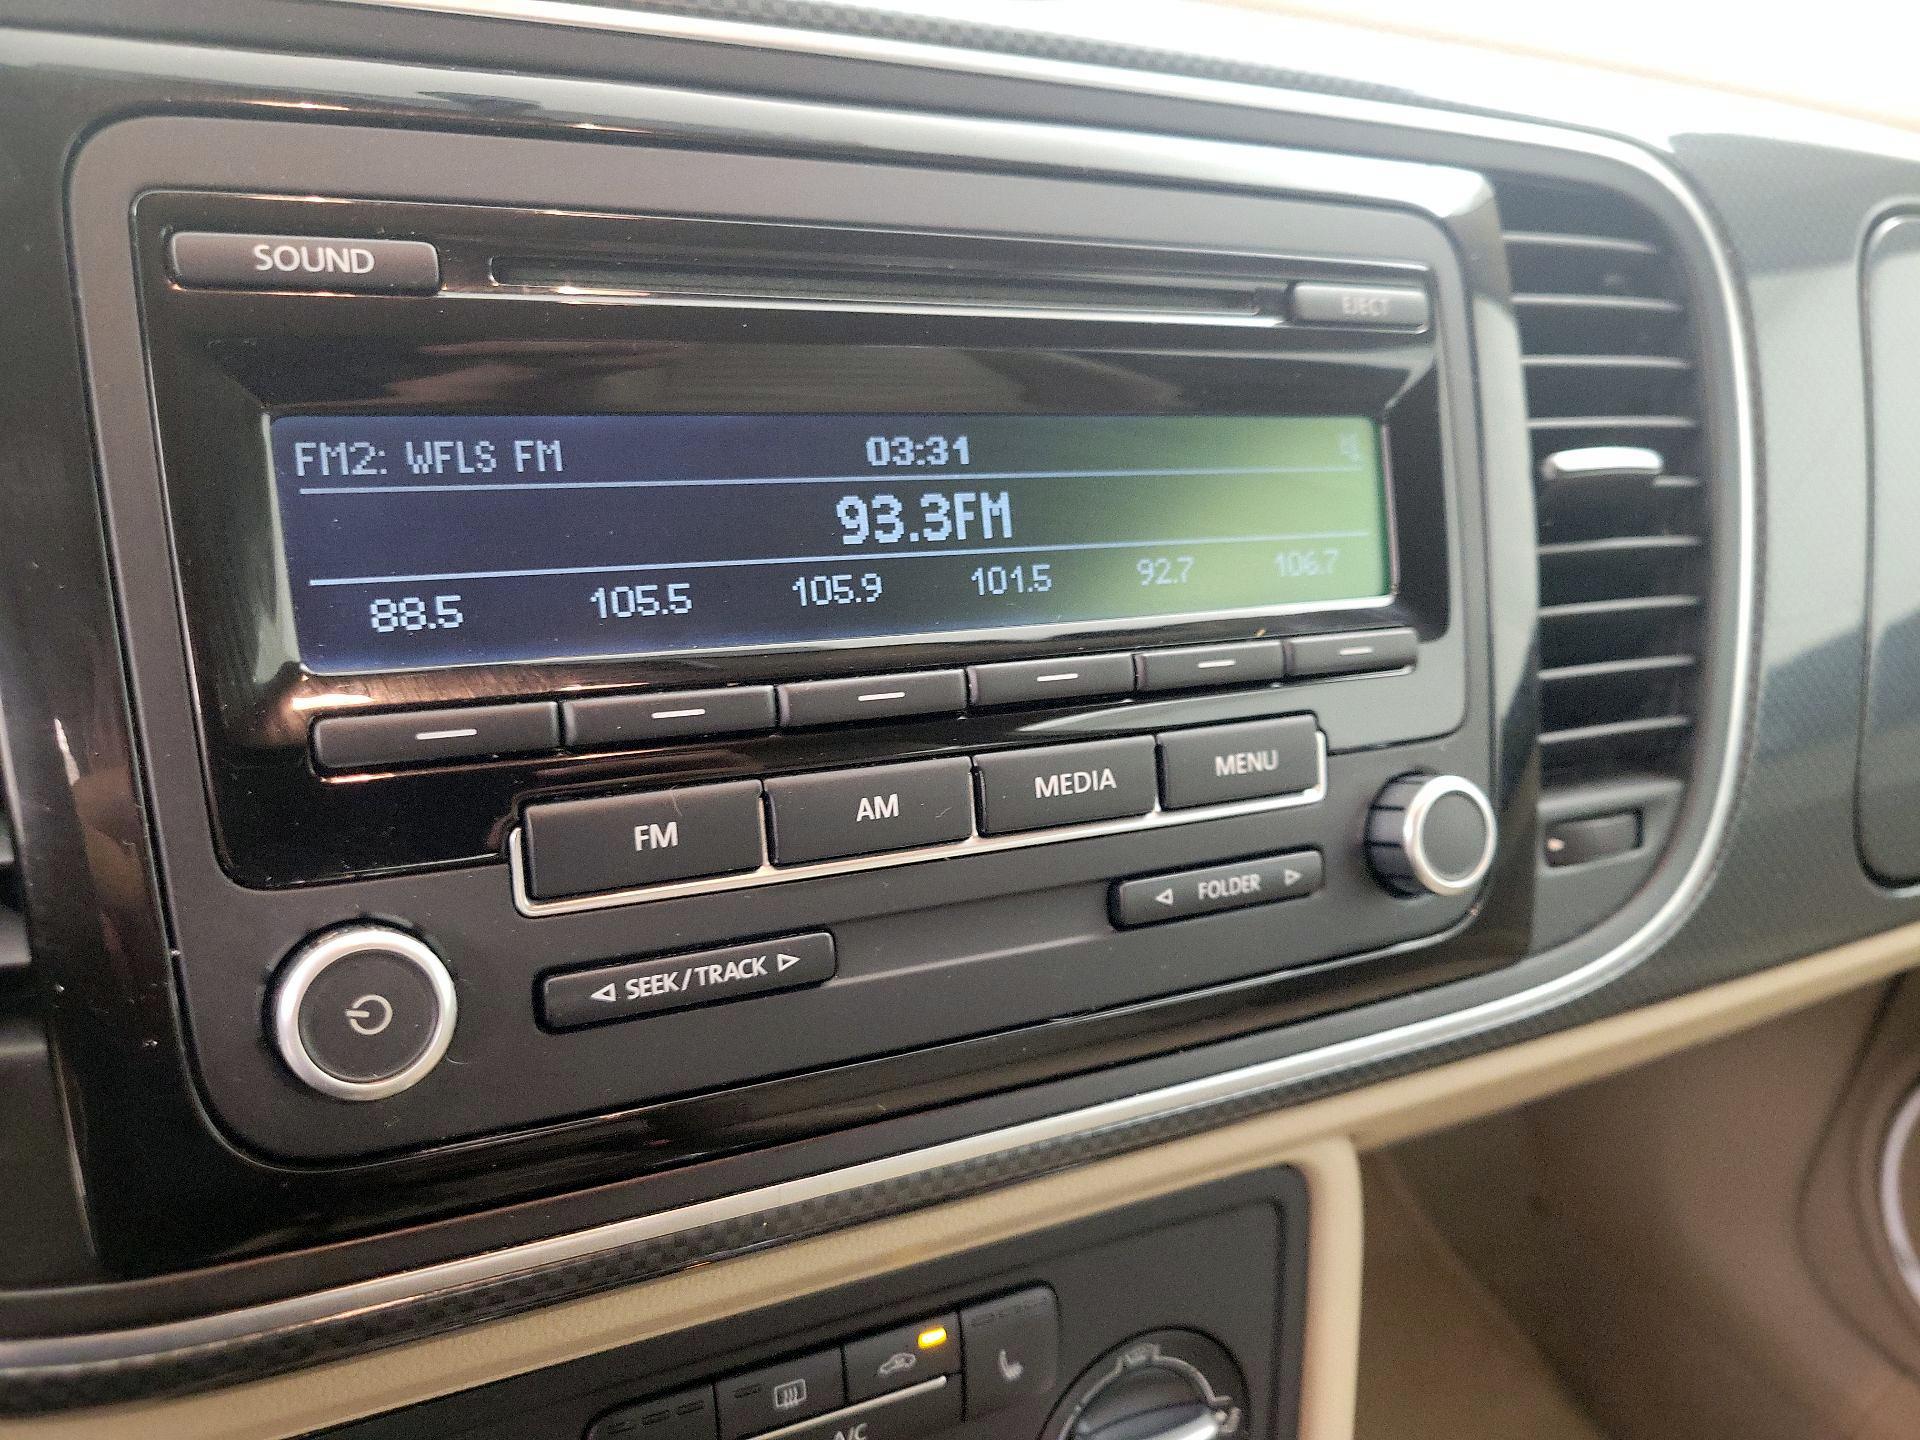 SOUND
EJECT
FM2: WFLS FM 03:31
93.3FM
88.5 105.5 105.9 101.5 92.7 106.7
FM AM MEDIA MENU
SEEK/TRACK
FOLDER
A/C